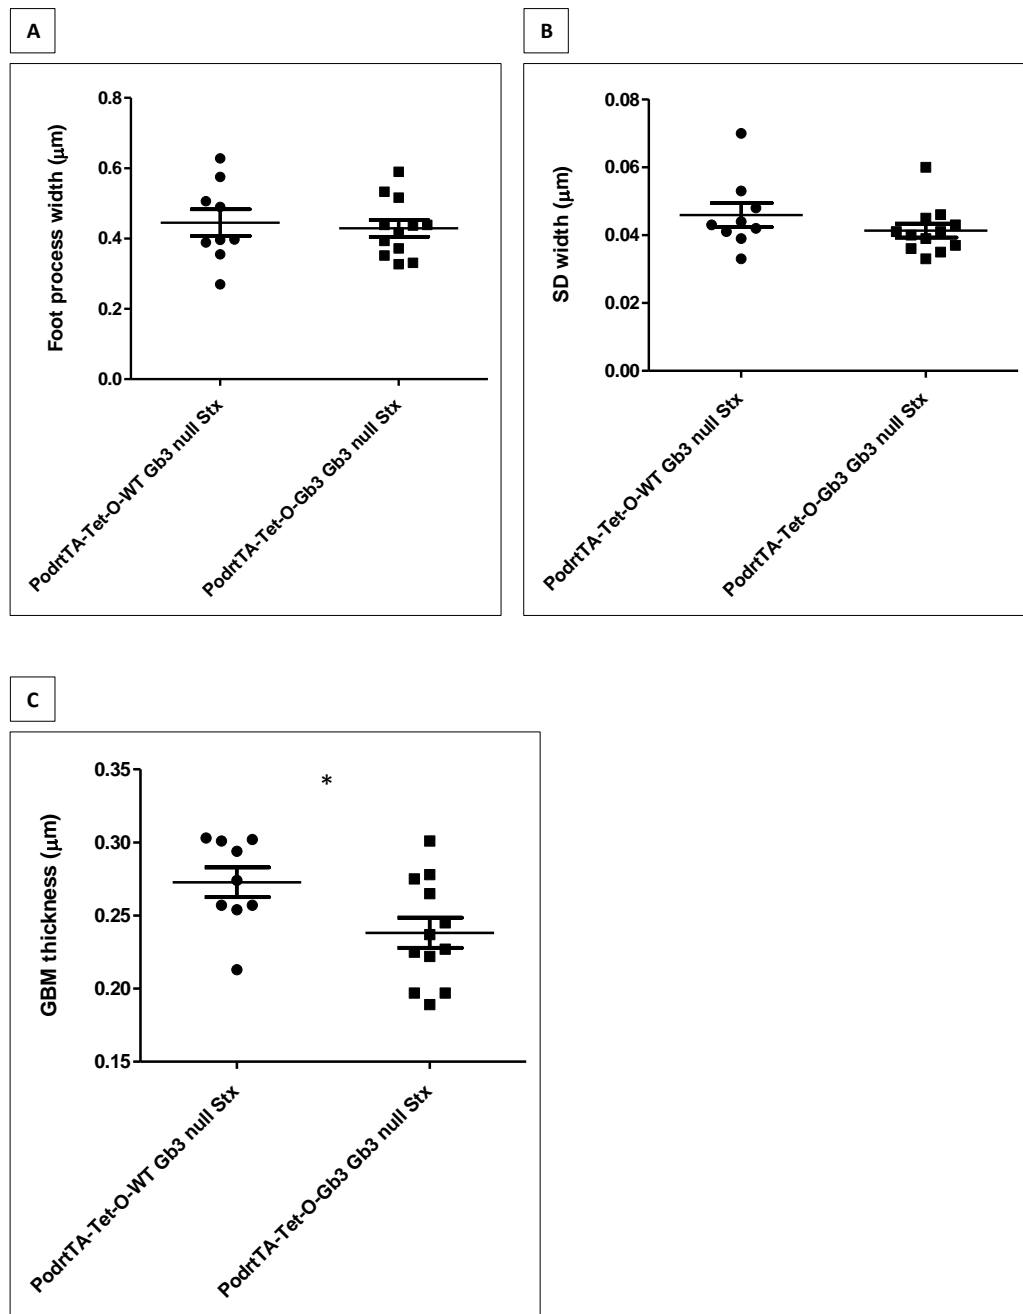 A
Foot process width (µm)
0.8
0.6
0.4
0.2
0.0
PodrtTA-Tet-O-WT Gb3 null Stx
PodrtTA-Tet-O-Gb3 Gb3 null Stx
B
SD width (µm)
0.08
0.06
0.04
0.02
0.00
PodrtTA-Tet-O-WT Gb3 null Stx
PodrtTA-Tet-O-Gb3 Gb3 null Stx
C
GBM thickness (µm)
0.35
0.30
0.25
0.20
0.15
*
PodrtTA-Tet-O-WT Gb3 null Stx
PodrtTA-Tet-O-Gb3 Gb3 null Stx